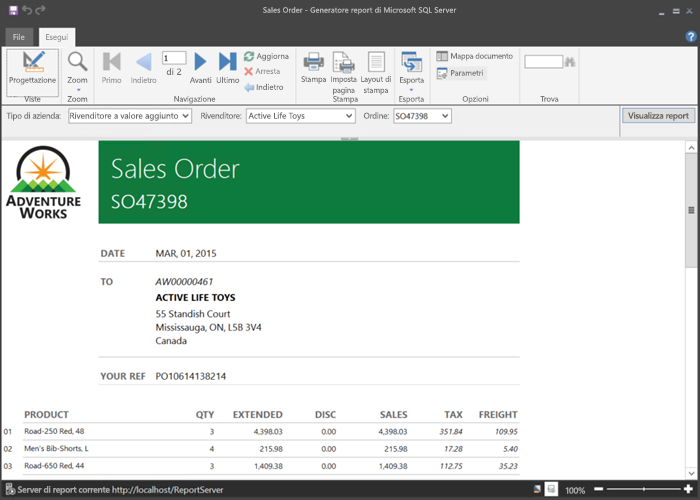 Sales Order - Generatore report di Microsoft SQL Server
File Esegui
Progettazione Zoom Primo Indietro 1 di 2 Avanti Ultimo Aggiorna Arresta Indietro Stampa Imposta pagina Layout di stampa Esporta Mappa documento Parametri
Viste Zoom Navigazione Stampa Esporta Opzioni Trova
Tipo di azienda: Rivenditore a valore aggiunto Rivenditore: Active Life Toys Ordine: SO47398 Visualizza report
Sales Order
SO47398
ADVENTURE
WORKS
DATE MAR, 01, 2015
TO AW00000461
ACTIVE LIFE TOYS
55 Standish Court
Mississauga, ON, L5B 3V4
Canada
YOUR REF PO10614138214
PRODUCT QTY EXTENDED DISC SALES TAX FREIGHT
01 Road-250 Red, 48 3 4,398.03 0.00 4,398.03 351.84 109.95
02 Men's Bib-Shorts, L 4 215.98 0.00 215.98 17.28 5.40
03 Road-650 Red, 44 3 1,409.38 0.00 1,409.38 112.75 35.23
Server di report corrente http://localhost/ReportServer 100%